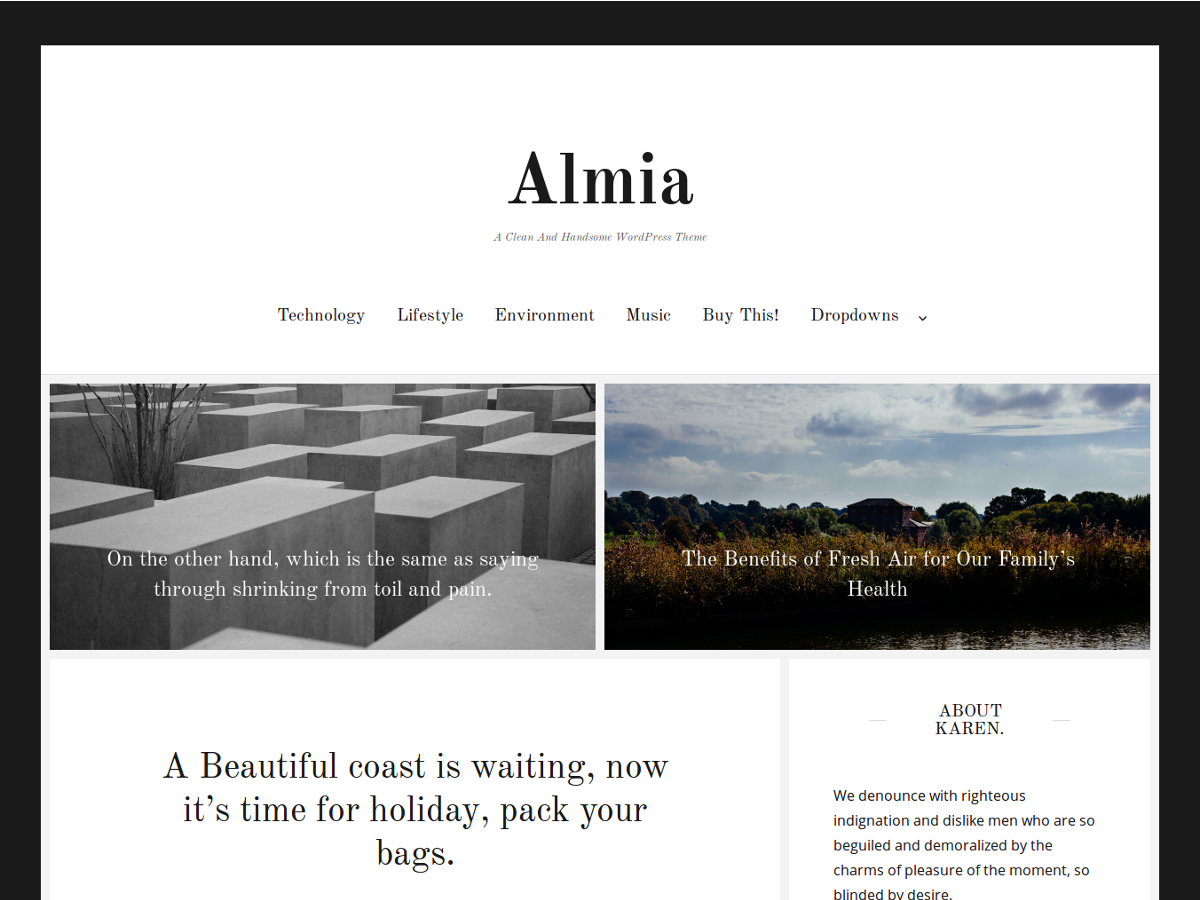 Almia
A Clean And Handsome WordPress Theme
Technology Lifestyle Environment Music Buy This! Dropdowns
On the other hand, which is the same as saying
through shrinking from toil and pain.
The Benefits of Fresh Air for Our Family’s
Health
A Beautiful coast is waiting, now
it’s time for holiday, pack your
bags.
ABOUT
KAREN.
We denounce with righteous
indignation and dislike men who are so
beguiled and demoralized by the
charms of pleasure of the moment, so
blinded by desire,